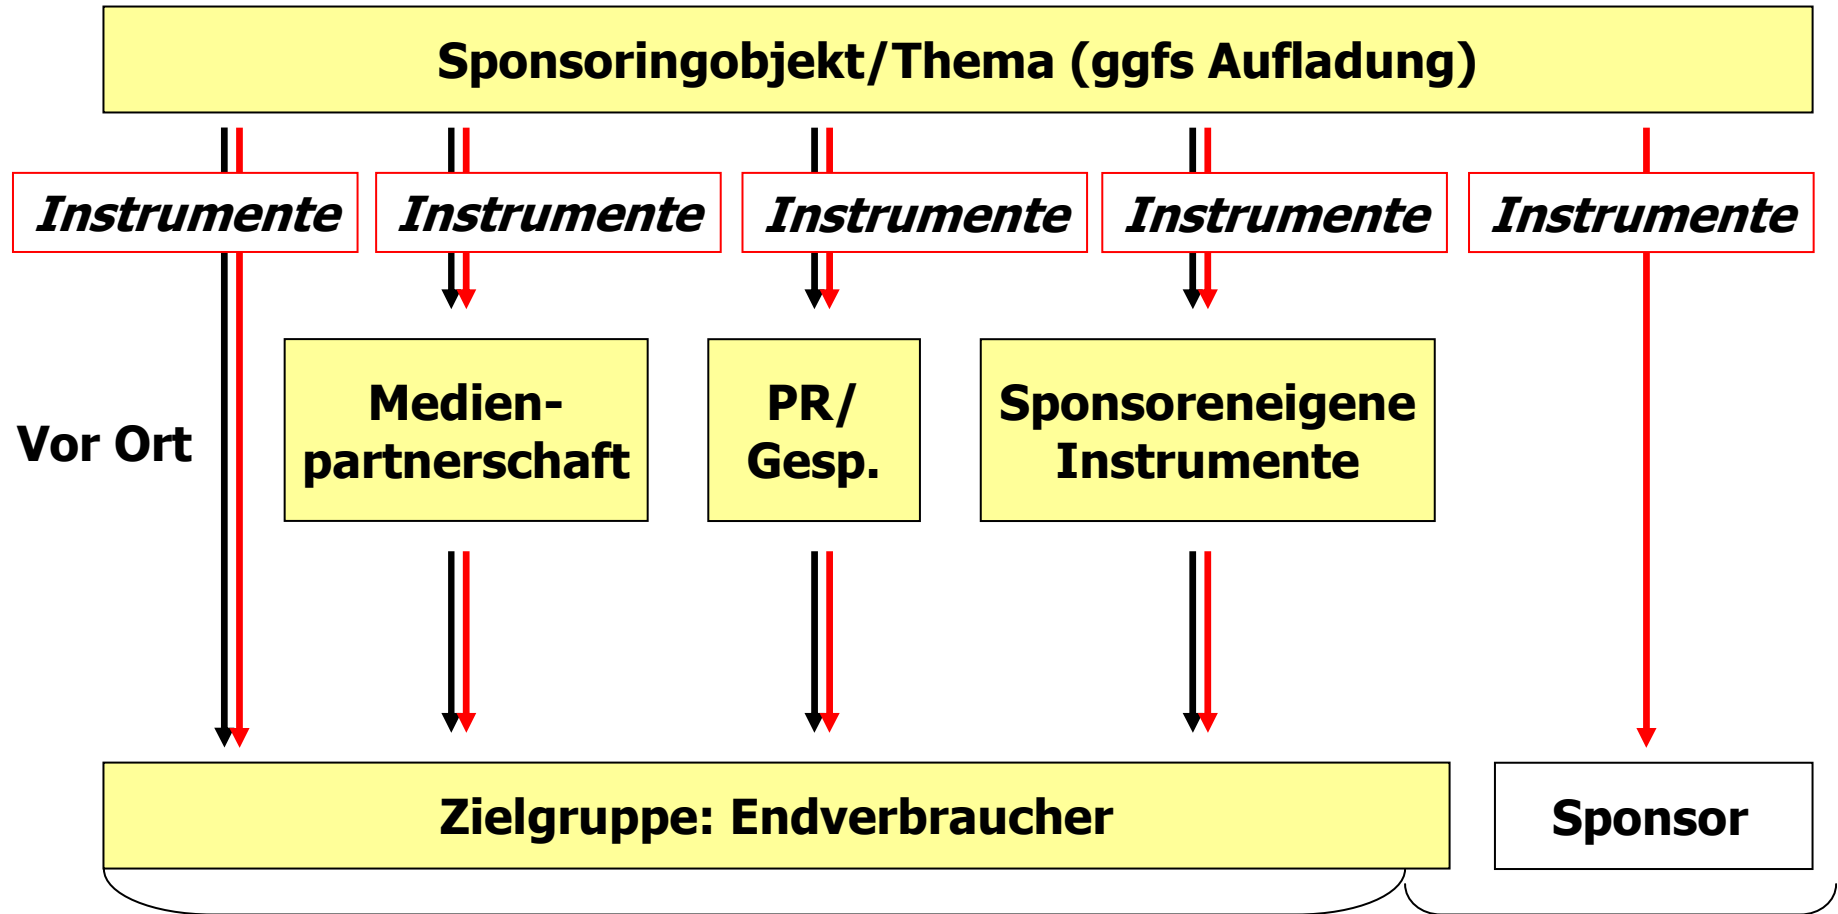 Sponsoringobjekt/Thema (ggfs Aufladung)
Instrumente
Instrumente
Instrumente
Instrumente
Instrumente
Vor Ort
Medien-
partnerschaft
PR/
Gesp.
Sponsoreneigene
Instrumente
Zielgruppe: Endverbraucher
Sponsor